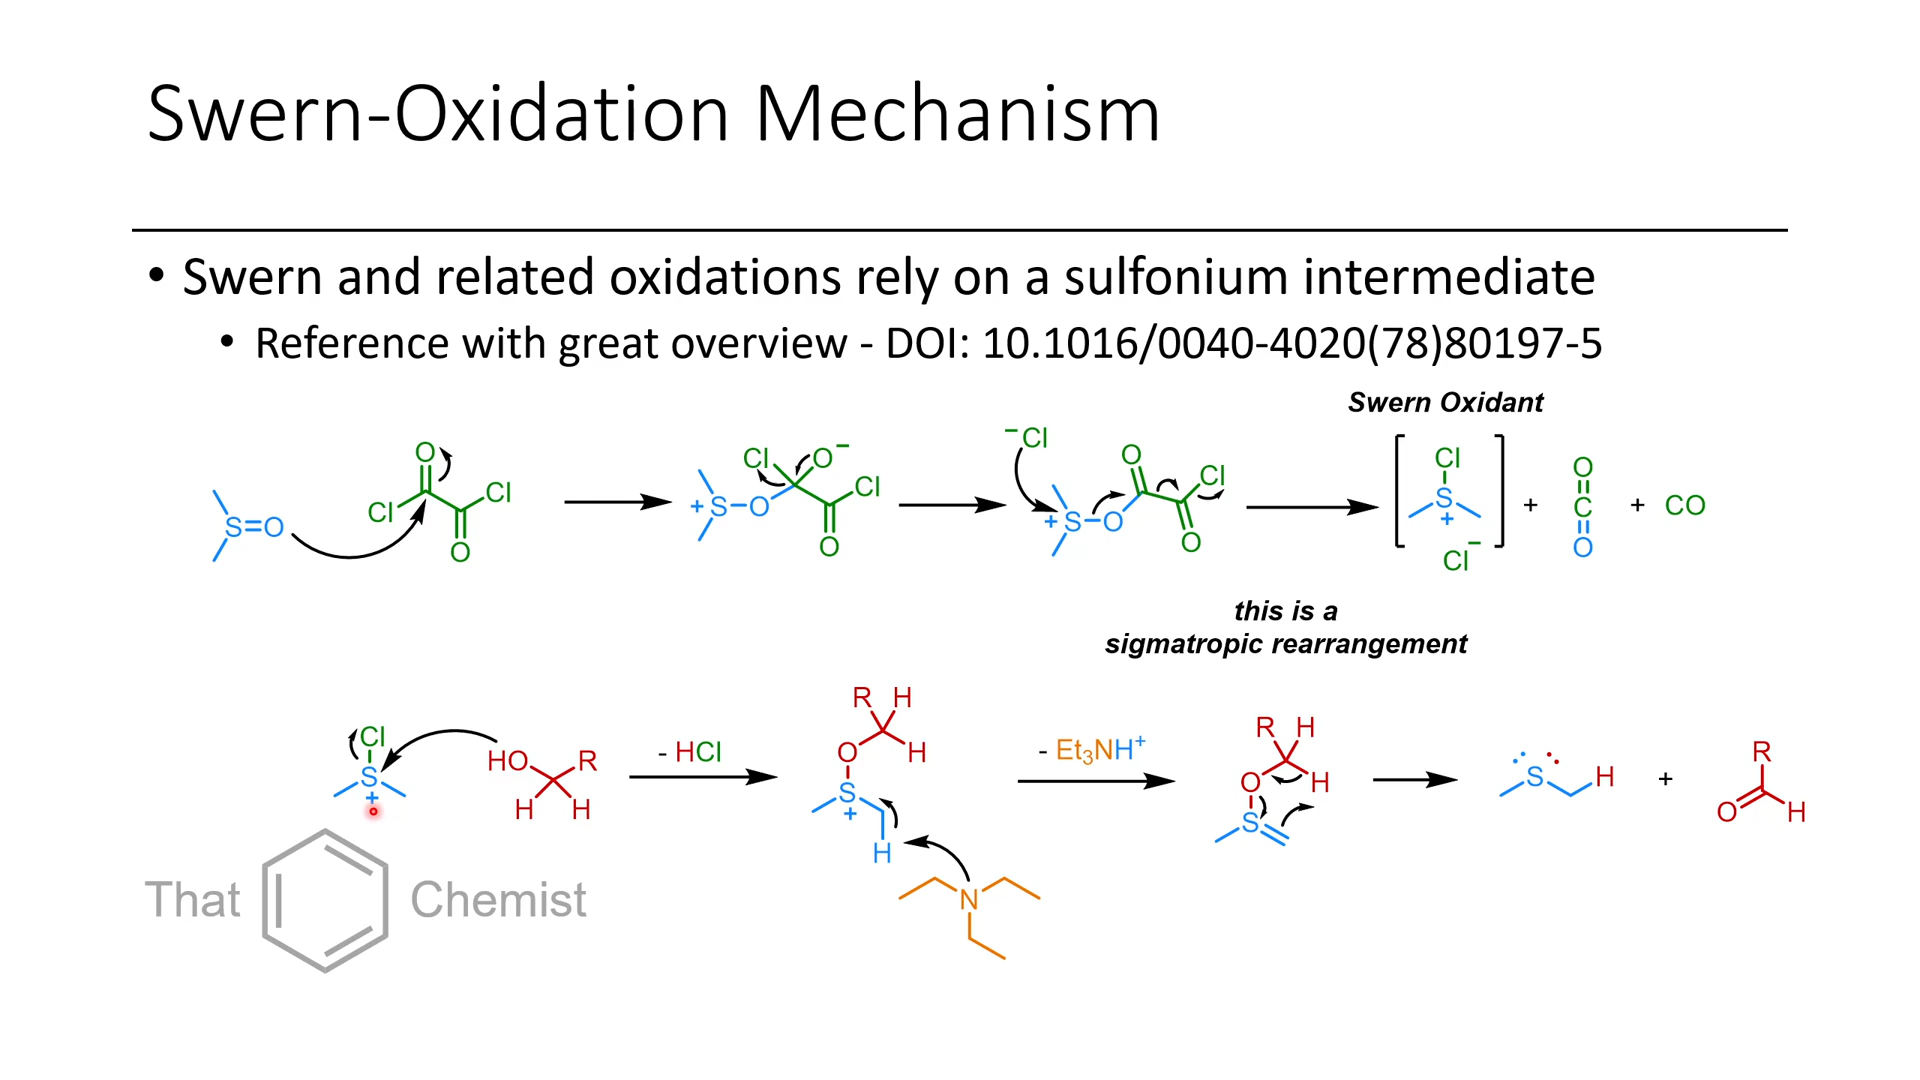 Swern-Oxidation Mechanism
• Swern and related oxidations rely on a sulfonium intermediate
• Reference with great overview - DOI: 10.1016/0040-4020(78)80197-5
Swern Oxidant
S=O Cl O Cl O
+S-O Cl O− Cl O
−Cl +S-O O Cl O
Cl S + Cl−
+ O C O + CO
this is a
sigmatropic rearrangement
Cl S + HO R H H
- HCl
R H O H S + H
N
- Et3NH+
R H O H S
S H + R O H
That Chemist